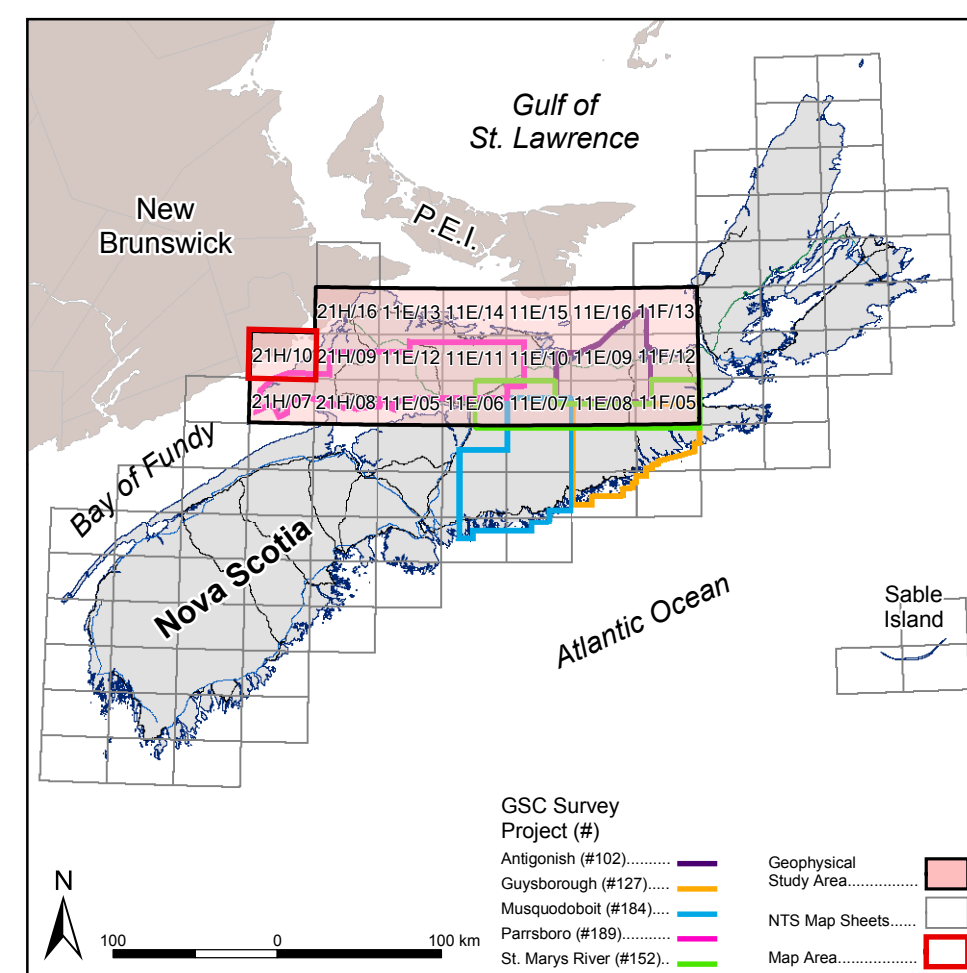 Gulf of
St. Lawrence
New
Brunswick
P.E.I.
21H/16 11E/13 11E/14 11E/15 11E/16 11F/13
21H/10 21H/09 11E/12 11E/11 11E/10 11E/09 11F/12
21H/07 21H/08 11E/05 11E/06 11E/07 11E/08 11F/05
Bay of Fundy
Nova Scotia
Atlantic Ocean
Sable
Island
GSC Survey
Project (#)
Antigonish (#102)..........
Guysborough (#127).....
Musquodoboit (#184)....
Parrsboro (#189)...........
St. Marys River (#152)..
Geophysical
Study Area................
NTS Map Sheets......
Map Area..................
N
100 0 100 km